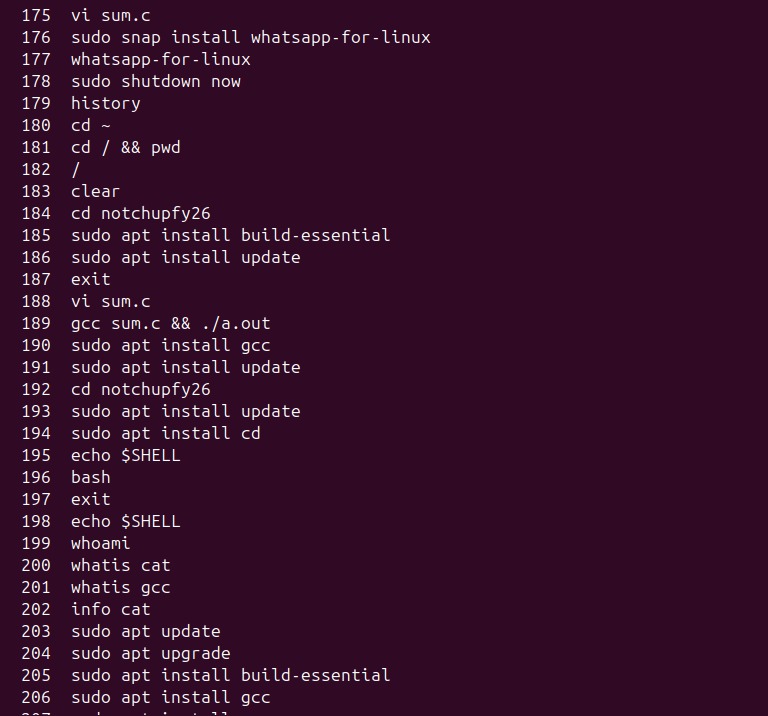 175 vi sum.c
176 sudo snap install whatsapp-for-linux
177 whatsapp-for-linux
178 sudo shutdown now
179 history
180 cd ~
181 cd / && pwd
182 /
183 clear
184 cd notchupfy26
185 sudo apt install build-essential
186 sudo apt install update
187 exit
188 vi sum.c
189 gcc sum.c && ./a.out
190 sudo apt install gcc
191 sudo apt install update
192 cd notchupfy26
193 sudo apt install update
194 sudo apt install cd
195 echo $SHELL
196 bash
197 exit
198 echo $SHELL
199 whoami
200 whatis cat
201 whatis gcc
202 info cat
203 sudo apt update
204 sudo apt upgrade
205 sudo apt install build-essential
206 sudo apt install gcc